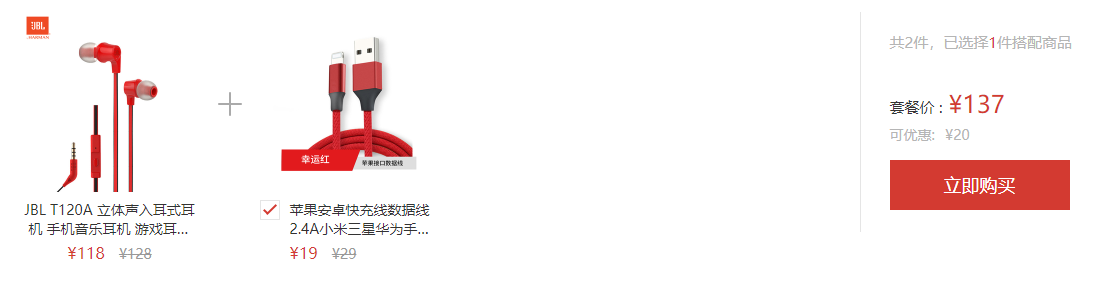 JBL
HARMAN
幸运红
苹果接口数据线
JBL T120A 立体声入耳式耳
机 手机音乐耳机 游戏耳...
¥118 ¥128
苹果安卓快充线数据线
2.4A小米三星华为手...
¥19 ¥29
共2件，已选择1件搭配商品
套餐价：¥137
可优惠：¥20
立即购买